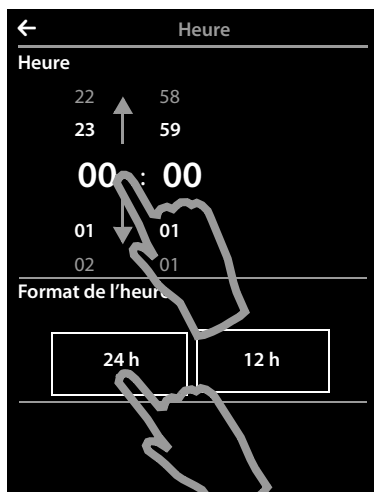 Heure
Heure
22 58
23 59
00 : 00
01 01
02 01
Format de l'heure
24 h 12 h